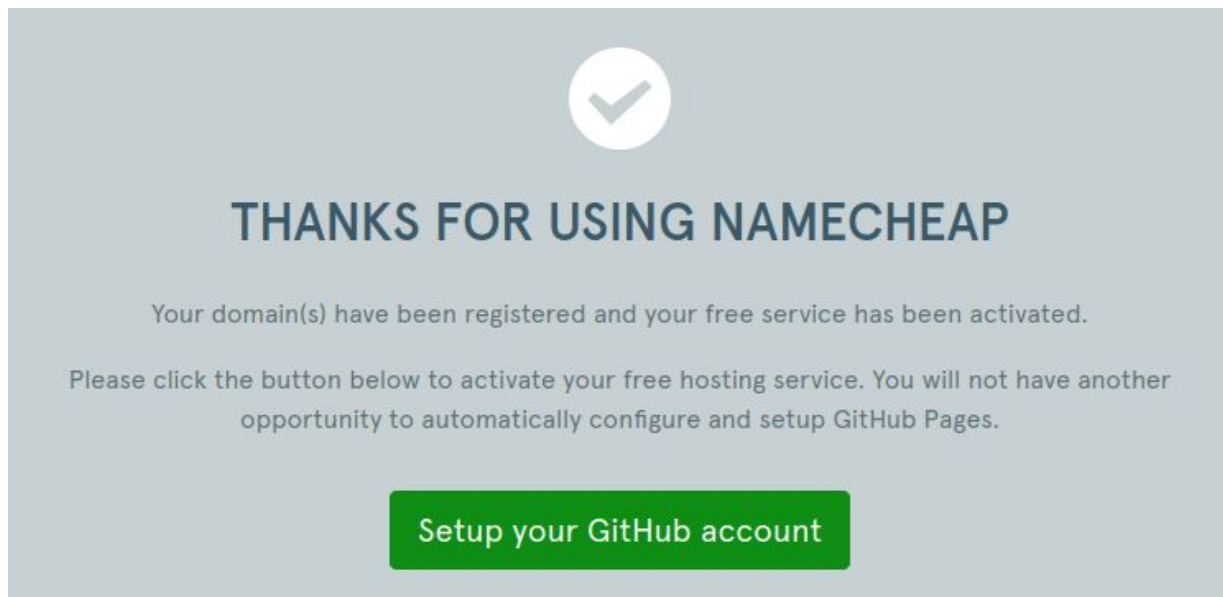 THANKS FOR USING NAMECHEAP
Your domain(s) have been registered and your free service has been activated.
Please click the button below to activate your free hosting service. You will not have another
opportunity to automatically configure and setup GitHub Pages.
Setup your GitHub account